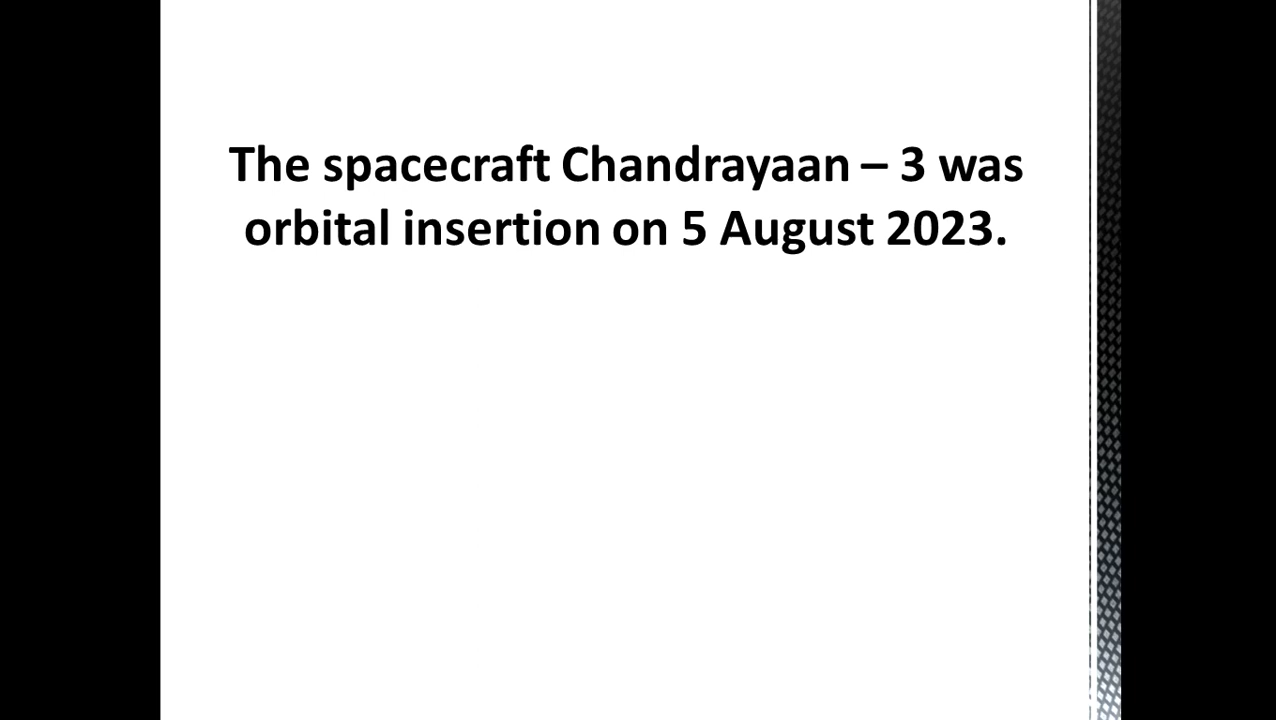 The spacecraft Chandrayaan – 3 was
orbital insertion on 5 August 2023.